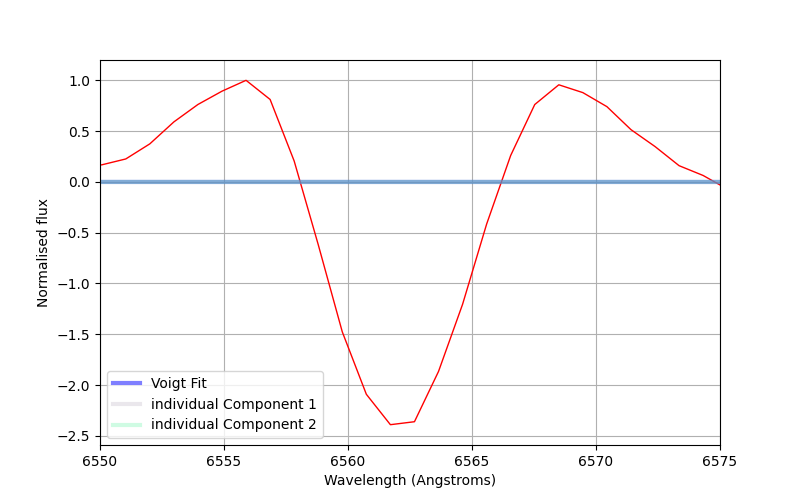 1.0
0.5
0.0
−0.5
−1.0
−1.5
−2.0
−2.5
Normalised flux
Voigt Fit
individual Component 1
individual Component 2
6550 6555 6560 6565 6570 6575
Wavelength (Angstroms)